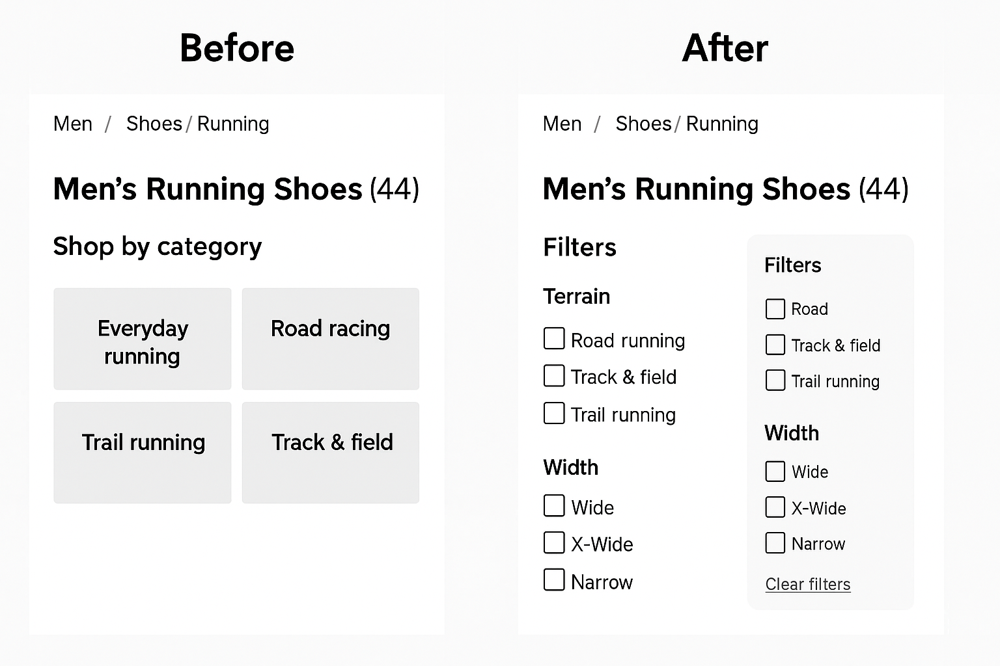 Before
Men / Shoes / Running
Men’s Running Shoes (44)
Shop by category
Everyday
running
Road racing
Trail running
Track & field
After
Men / Shoes / Running
Men’s Running Shoes (44)
Filters
Terrain
Road running
Track & field
Trail running
Width
Wide
X-Wide
Narrow
Filters
Road
Track & field
Trail running
Width
Wide
X-Wide
Narrow
Clear filters